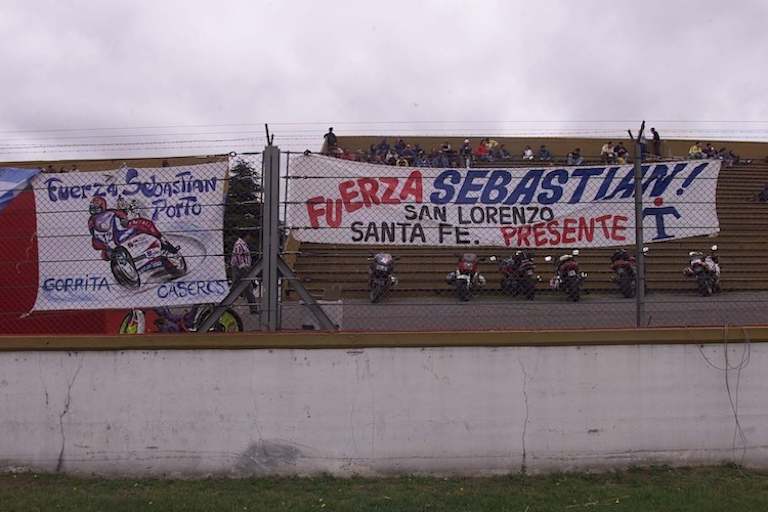 Fuerza Sebastian
Porto
GORRITA
CASEROS
FUERZA SEBASTIAN!
SAN LORENZO
SANTA FE. PRESENTE